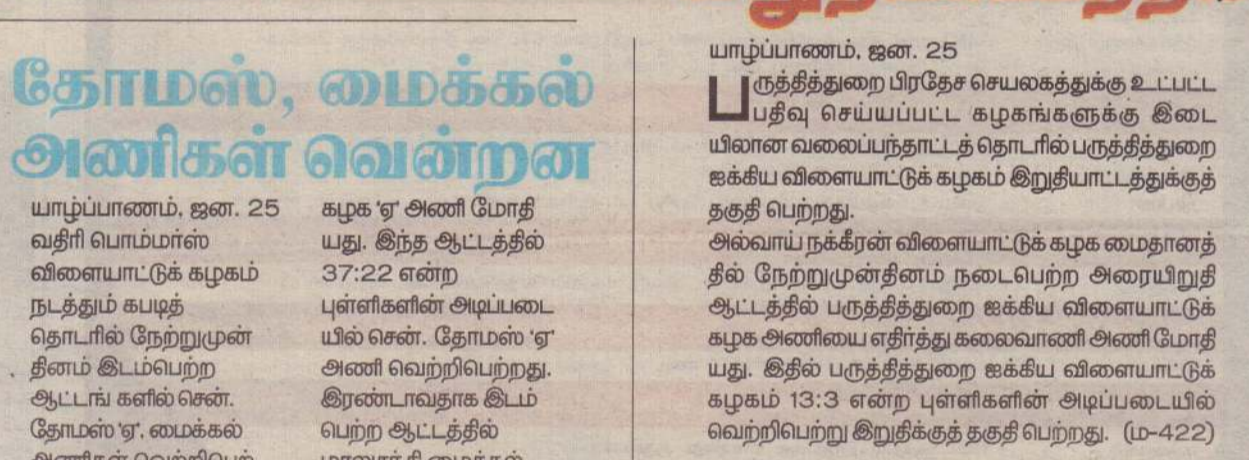 தோமஸ், மைக்கல்
அணிகள் வென்றன
யாழ்ப்பாணம், ஜன. 25
வதிரி பொம்மர்ஸ்
விளையாட்டுக் கழகம்
நடத்தும் கபடித்
தொடரில் நேற்றுமுன்
தினம் இடம்பெற்ற
ஆட்டங் களில் சென்.
தோமஸ் 'ஏ', மைக்கல்
அணிகள் வெற்றிபெற்
கழக 'ஏ' அணி மோதி
யது. இந்த ஆட்டத்தில்
37:22 என்ற
புள்ளிகளின் அடிப்படை
யில் சென். தோமஸ் 'ஏ'
அணி வெற்றிபெற்றது.
இரண்டாவதாக இடம்
பெற்ற ஆட்டத்தில்
மைக்கல்
யாழ்ப்பாணம், ஜன. 25
பருத்தித்துறை பிரதேச செயலகத்துக்கு உட்பட்ட
பதிவு செய்யப்பட்ட கழகங்களுக்கு இடை
யிலான வலைப்பந்தாட்டத் தொடரில் பருத்தித்துறை
ஐக்கிய விளையாட்டுக் கழகம் இறுதியாட்டத்துக்குத்
தகுதி பெற்றது.
அல்வாய் நக்கீரன் விளையாட்டுக் கழக மைதானத்
தில் நேற்றுமுன்தினம் நடைபெற்ற அரையிறுதி
ஆட்டத்தில் பருத்தித்துறை ஐக்கிய விளையாட்டுக்
கழக அணியை எதிர்த்து கலைவாணி அணி மோதி
யது. இதில் பருத்தித்துறை ஐக்கிய விளையாட்டுக்
கழகம் 13:3 என்ற புள்ளிகளின் அடிப்படையில்
வெற்றிபெற்று இறுதிக்குத் தகுதி பெற்றது. (ம-422)